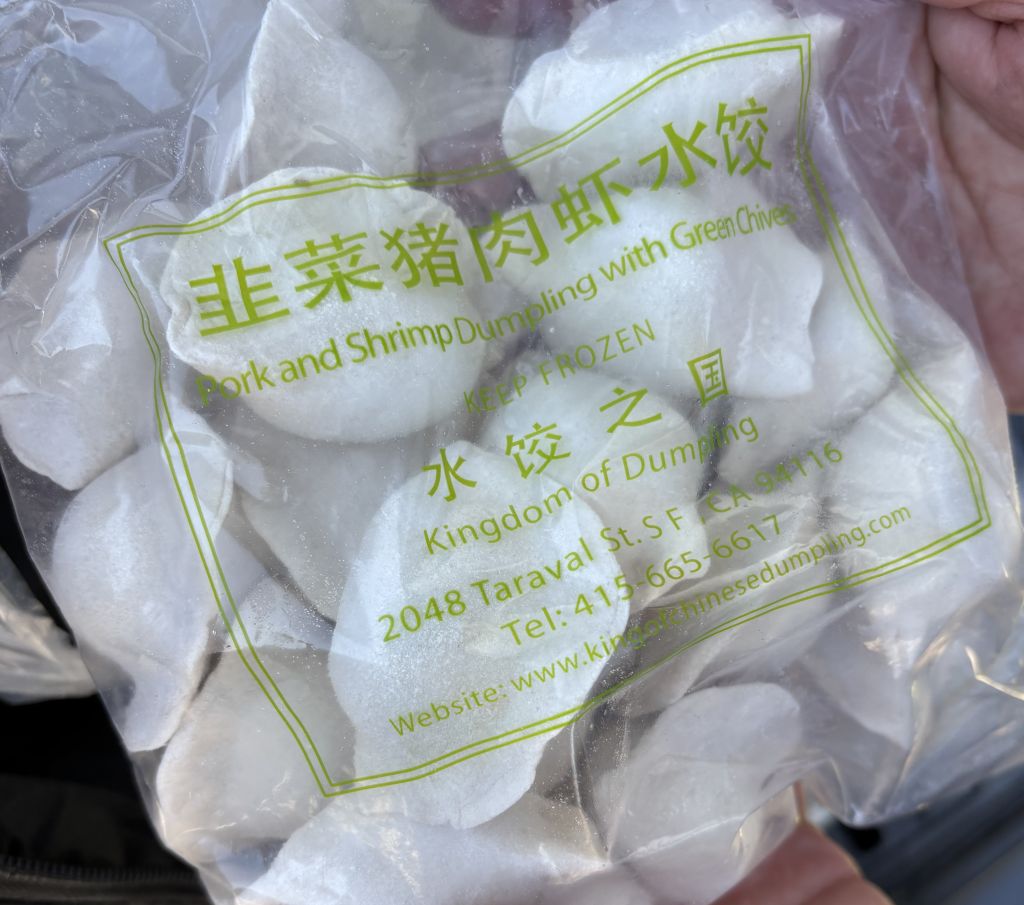 韭菜猪肉虾水饺
Pork and Shrimp Dumpling with Green Chives
KEEP FROZEN
水饺之国
Kingdom of Dumpling
2048 Taraval St. S F , CA 94116
Tel: 415-665-6617
Website: www.kingofchinesedumpling.com